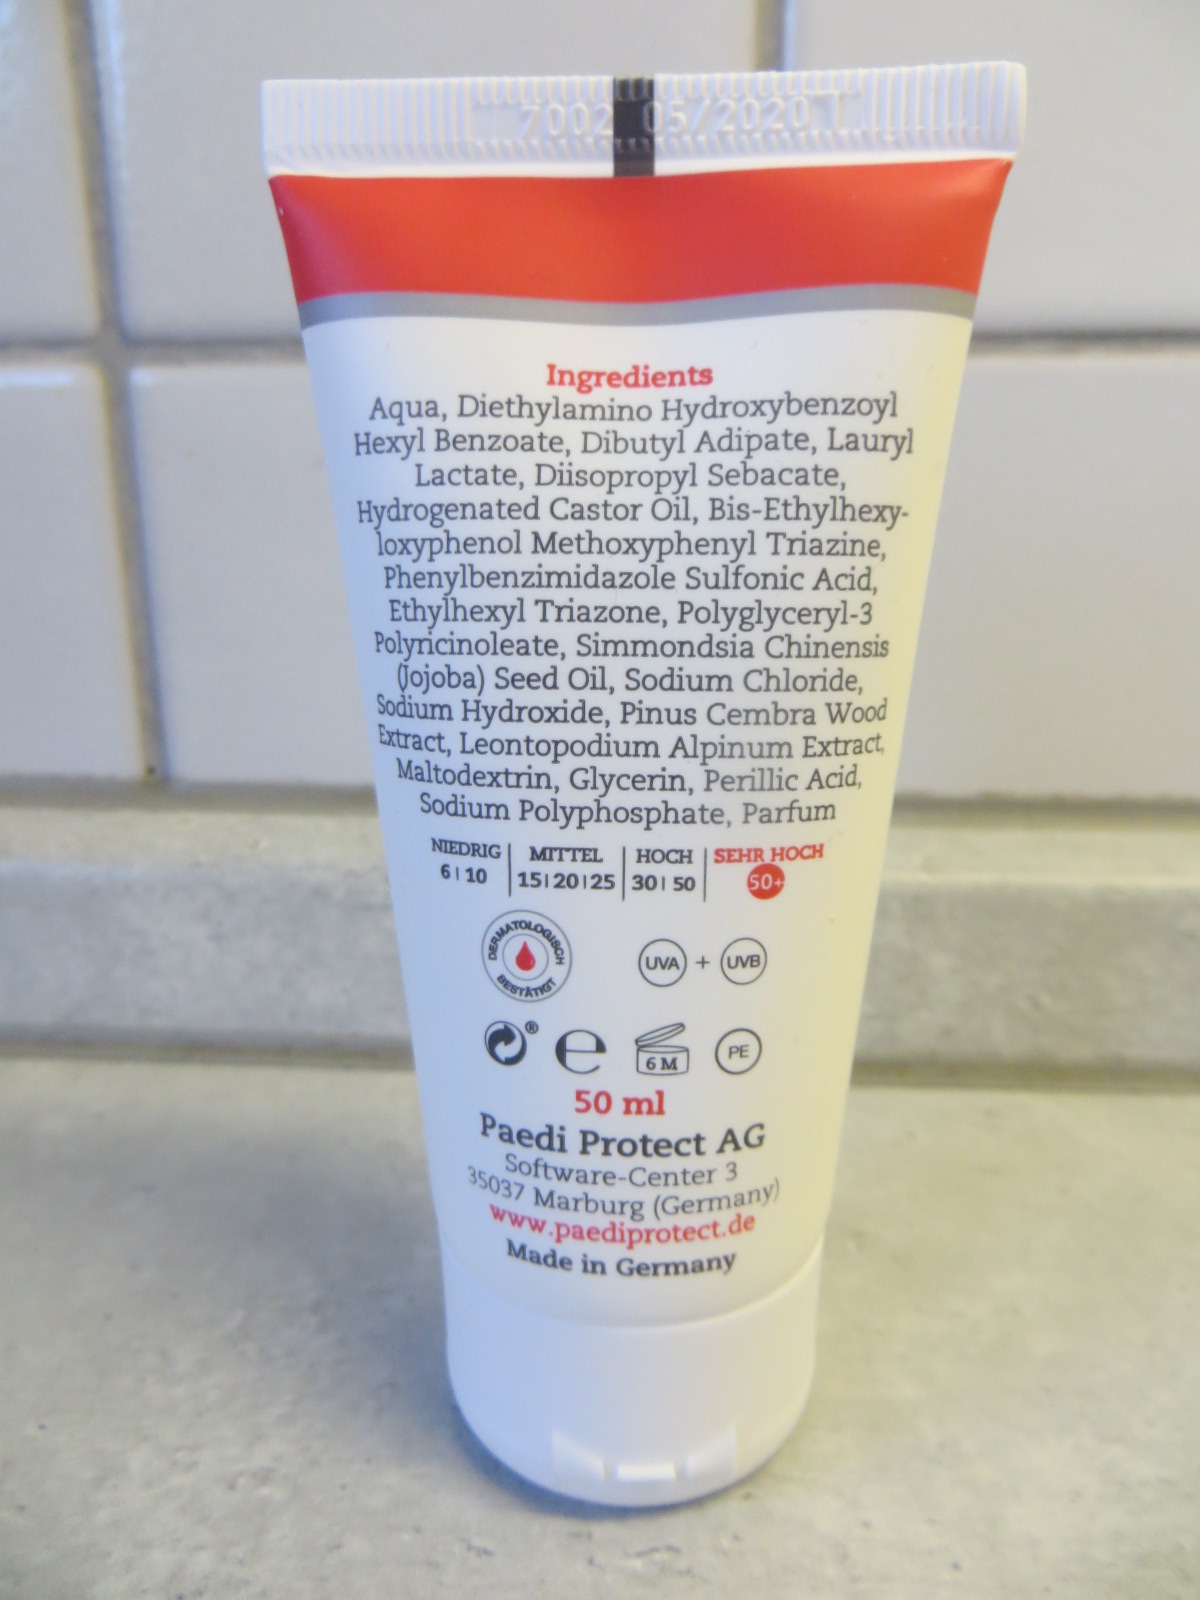 7002 05/2020
Ingredients
Aqua, Diethylamino Hydroxybenzoyl
Hexyl Benzoate, Dibutyl Adipate, Lauryl
Lactate, Diisopropyl Sebacate,
Hydrogenated Castor Oil, Bis-Ethylhexy-
loxyphenol Methoxyphenyl Triazine,
Phenylbenzimidazole Sulfonic Acid,
Ethylhexyl Triazone, Polyglyceryl-3
Polyricinoleate, Simmondsia Chinensis
(Jojoba) Seed Oil, Sodium Chloride,
Sodium Hydroxide, Pinus Cembra Wood
Extract, Leontopodium Alpinum Extract,
Maltodextrin, Glycerin, Perillic Acid,
Sodium Polyphosphate, Parfum
NIEDRIG MITTEL HOCH SEHR HOCH
6|10 15|20|25 30|50 50+
DERMATOLOGISCH
BESTÄTIGT
UVA + UVB
® e 6 M PE
50 ml
Paedi Protect AG
Software-Center 3
35037 Marburg (Germany)
www.paediprotect.de
Made in Germany